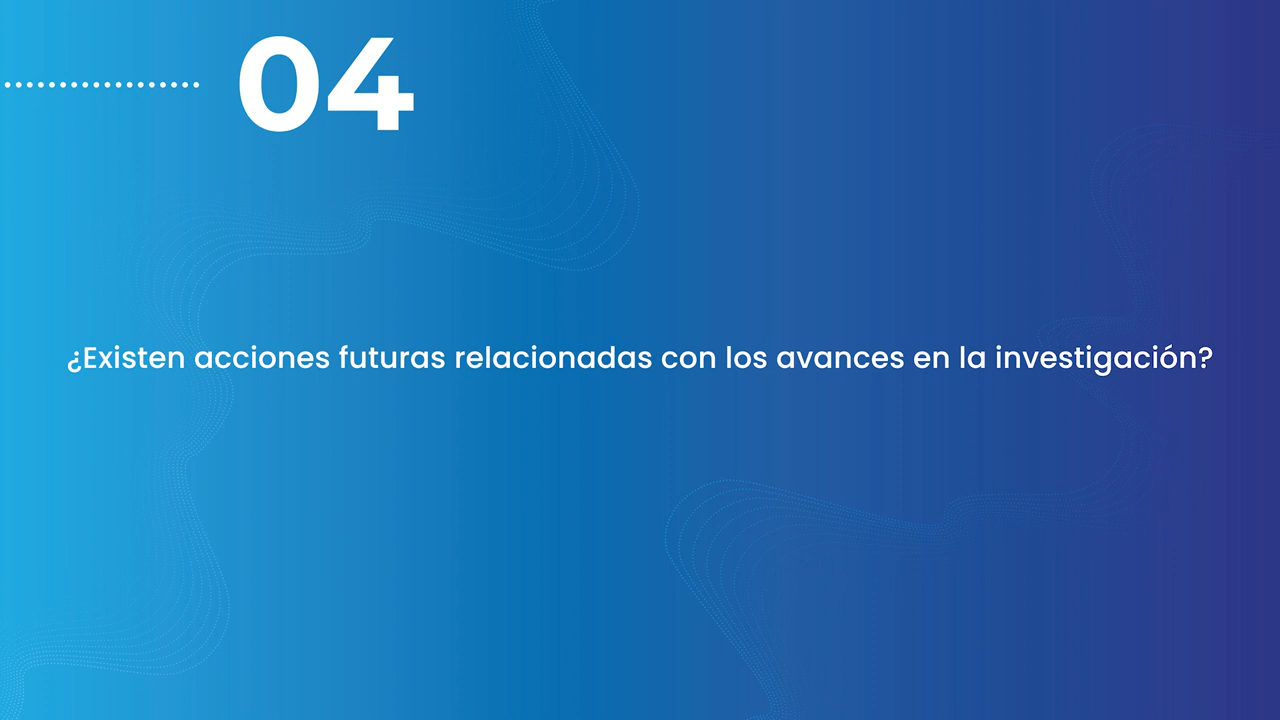 04
¿Existen acciones futuras relacionadas con los avances en la investigación?